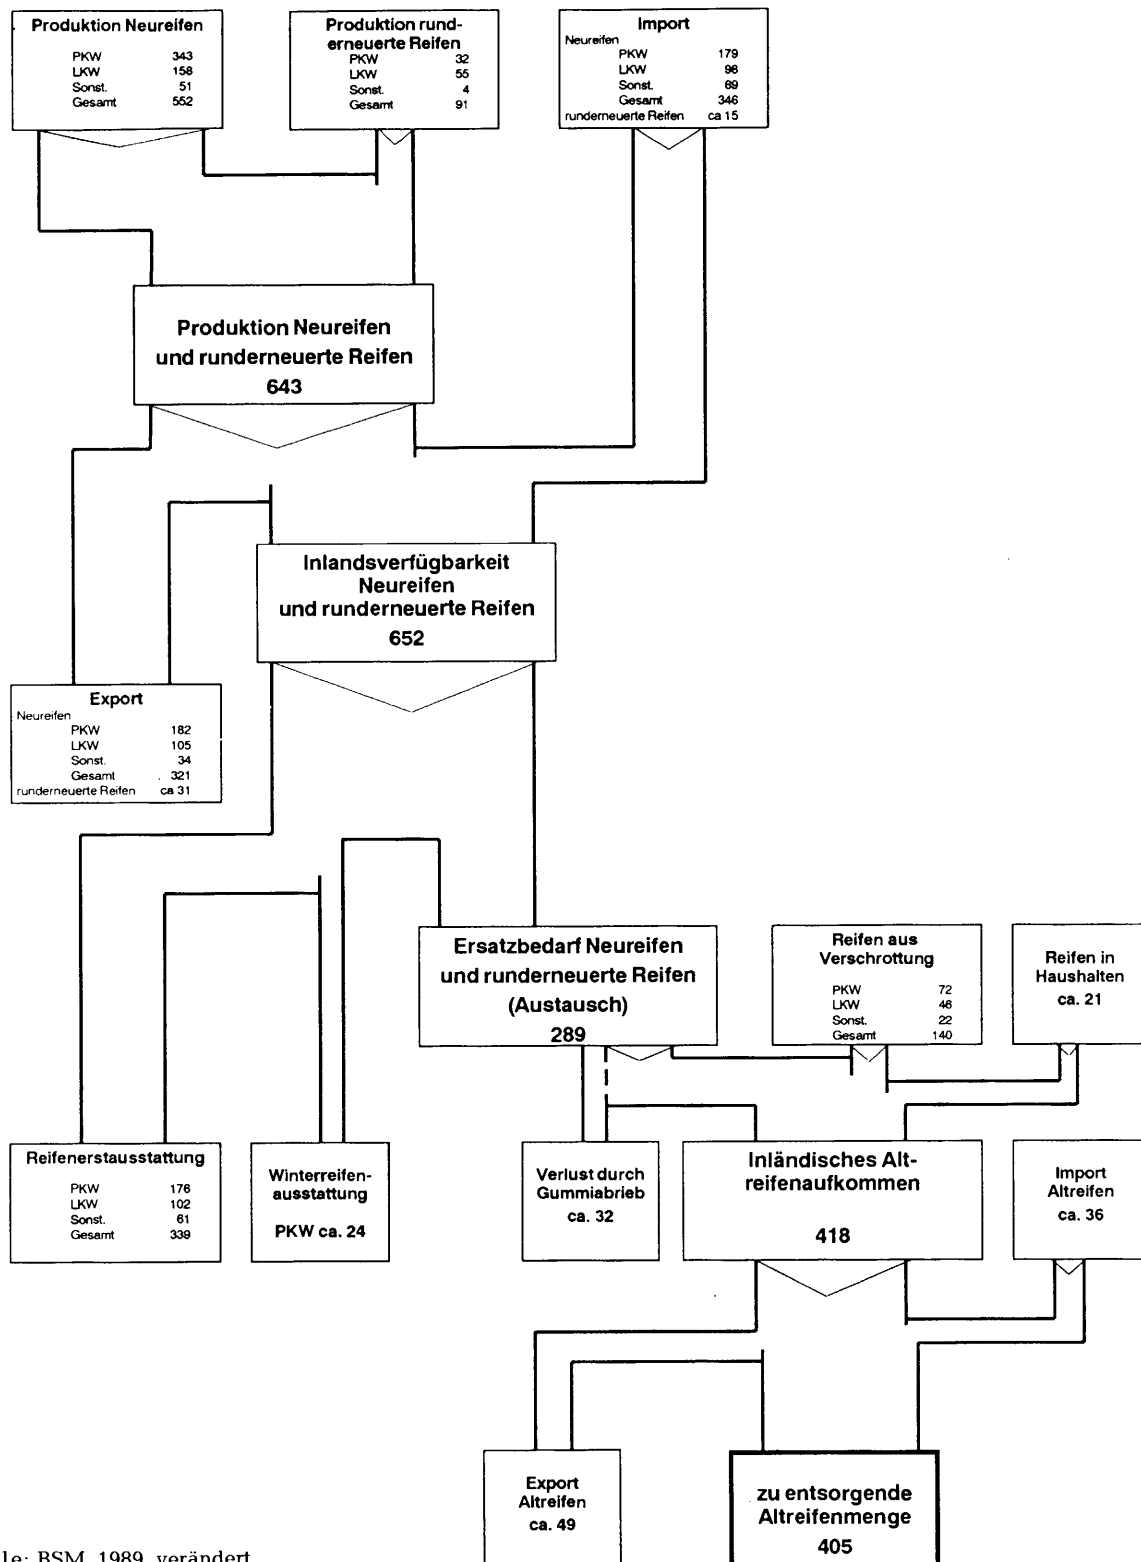 Produktion Neureifen
PKW 343
LKW 158
Sonst. 51
Gesamt 552
Produktion rund-
erneuerte Reifen
PKW 32
LKW 55
Sonst. 4
Gesamt 91
Import
Neureifen
PKW 179
LKW 98
Sonst. 69
Gesamt 346
runderneuerte Reifen ca 15
Produktion Neureifen
und runderneuerte Reifen
643
Inlandsverfügbarkeit
Neureifen
und runderneuerte Reifen
652
Export
Neureifen
PKW 182
LKW 105
Sonst. 34
Gesamt 321
runderneuerte Reifen ca 31
Ersatzbedarf Neureifen
und runderneuerte Reifen
(Austausch)
289
Reifen aus
Verschrottung
PKW 72
LKW 46
Sonst. 22
Gesamt 140
Reifen in
Haushalten
ca. 21
Reifenerstausstattung
PKW 176
LKW 102
Sonst. 61
Gesamt 339
Winterreifen-
ausstattung
PKW ca. 24
Verlust durch
Gummiabrieb
ca. 32
Inländisches Alt-
reifenaufkommen
418
Import
Altreifen
ca. 36
Export
Altreifen
ca. 49
zu entsorgende
Altreifenmenge
405
le: BSM, 1989, verändert